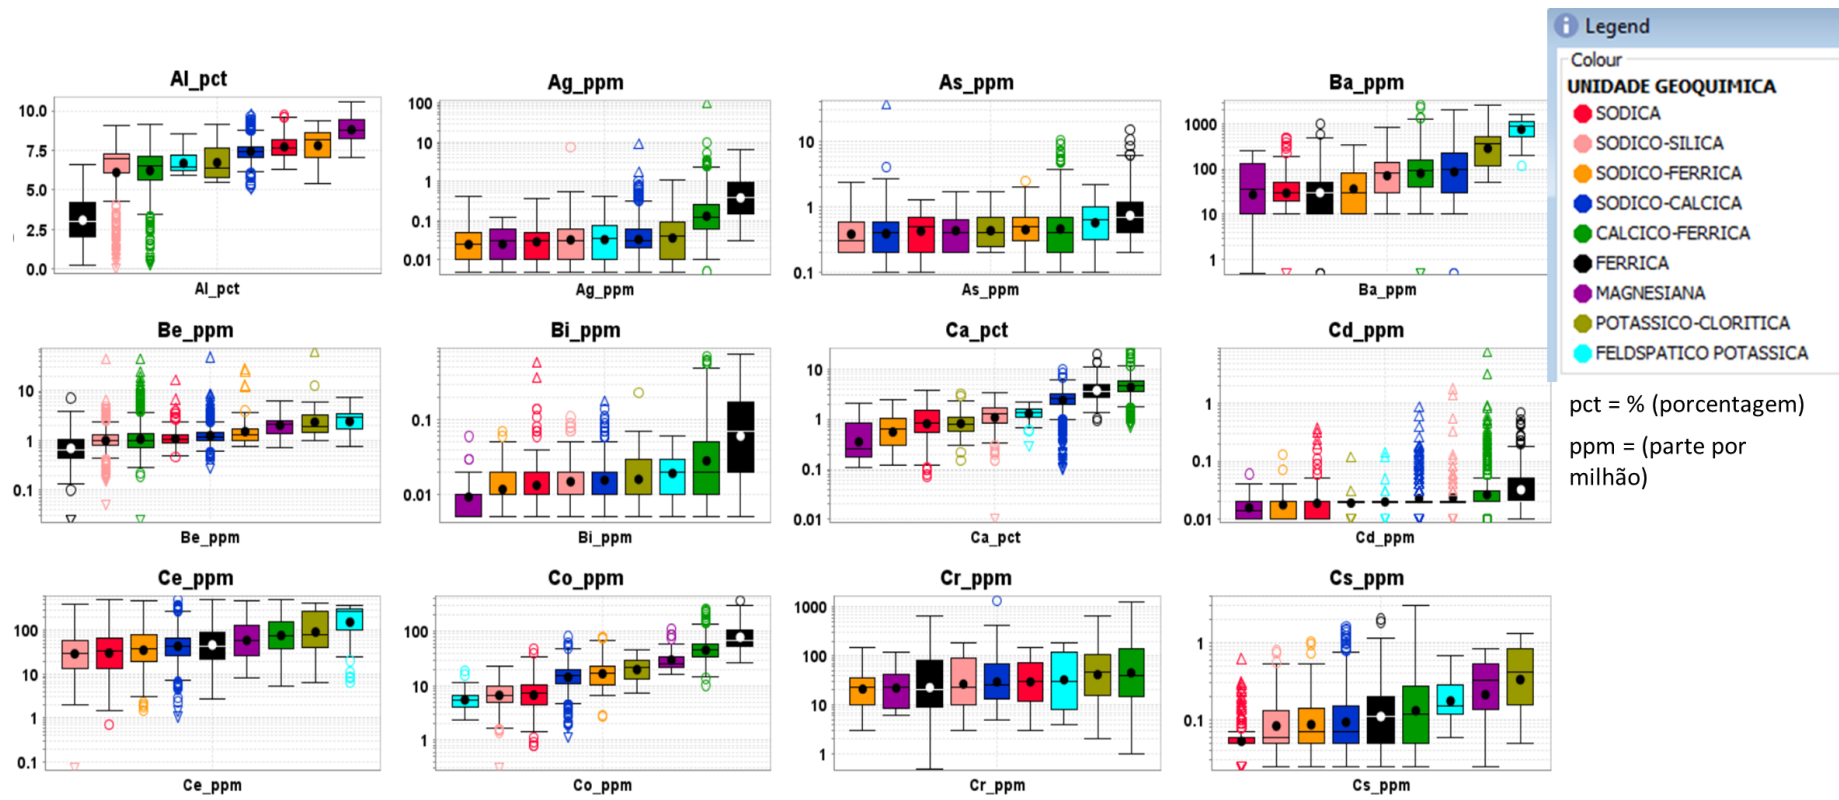 Legend
Colour
UNIDADE GEOQUIMICA
SODICA
SODICO-SILICA
SODICO-FERRICA
SODICO-CALCICA
CALCICO-FERRICA
FERRICA
MAGNESIANA
POTASSICO-CLORITICA
FELDSPATICO POTASSICA
pct = % (porcentagem)
ppm = (parte por
milhão)
Al_pct
10.0
7.5
5.0
2.5
0.0
Al_pct
Ag_ppm
100
10
1
0.1
0.01
Ag_ppm
As_ppm
10
1
0.1
As_ppm
Ba_ppm
1000
100
10
1
Ba_ppm
Be_ppm
10
1
0.1
Be_ppm
Bi_ppm
0.1
0.01
Bi_ppm
Ca_pct
10
1
0.1
0.01
Ca_pct
Cd_ppm
1
0.1
0.01
Cd_ppm
Ce_ppm
100
10
1
0.1
Ce_ppm
Co_ppm
100
10
1
Co_ppm
Cr_ppm
1000
100
10
1
Cr_ppm
Cs_ppm
1
0.1
Cs_ppm